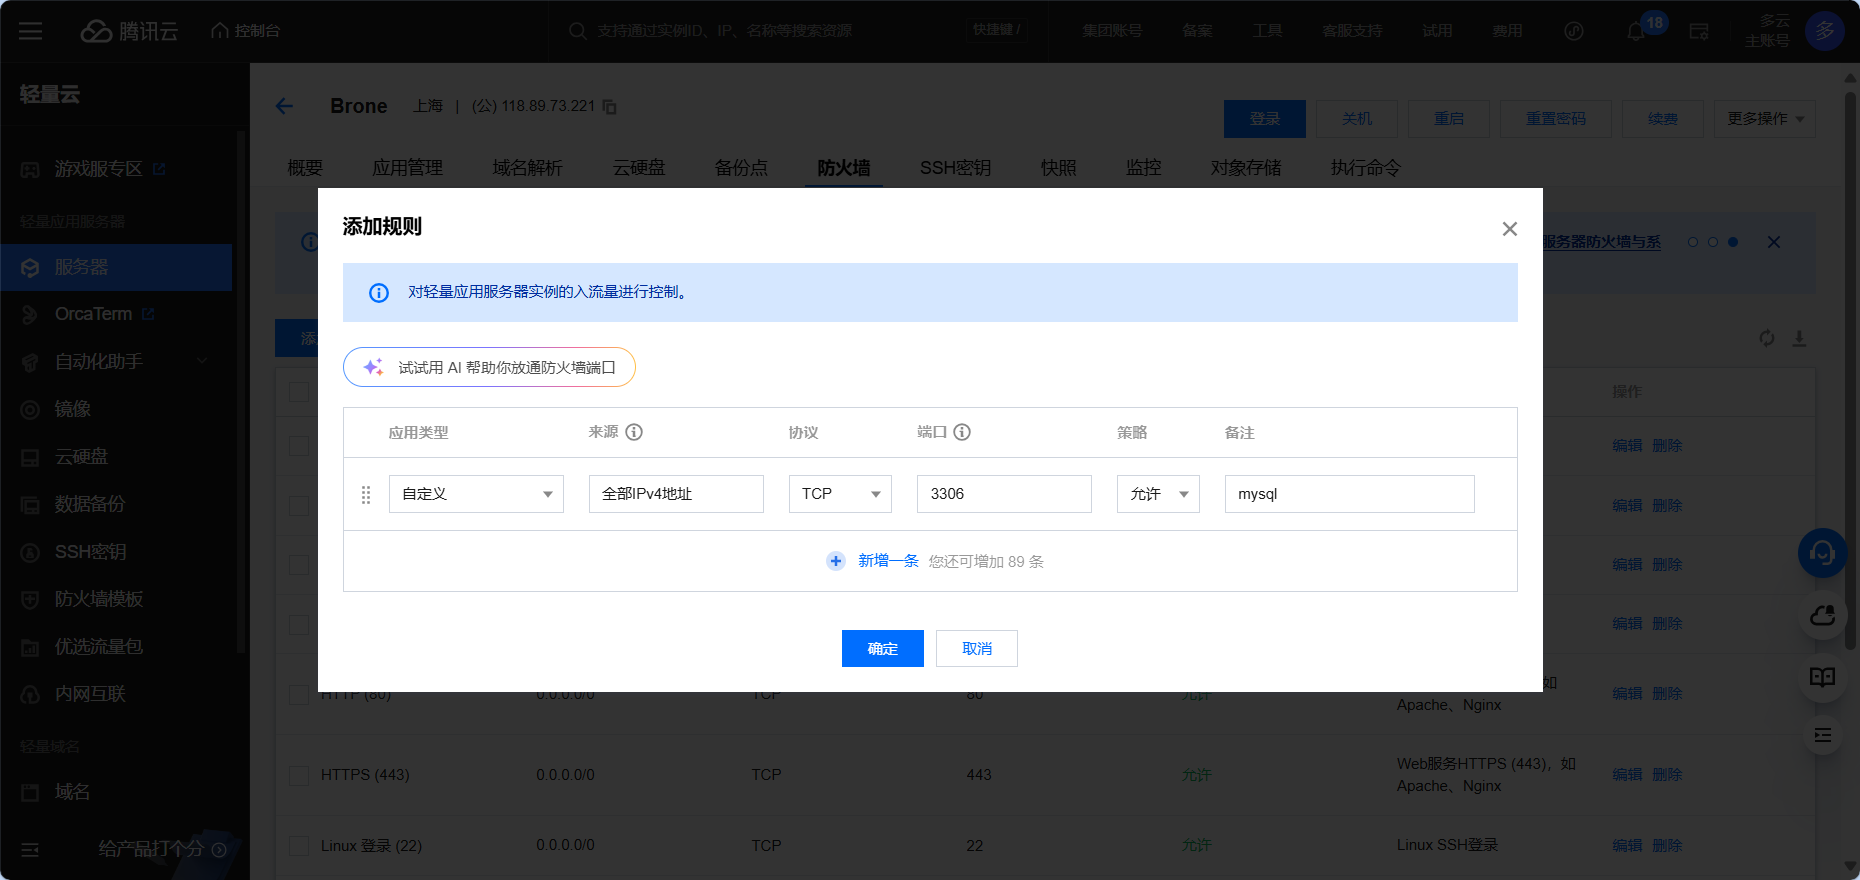 腾讯云
控制台
支持通过实例ID、IP、名称等搜索资源
快捷键 /
集团账号
备案
工具
客服支持
试用
费用
18
多云
主账号
多
轻量云
游戏服专区
轻量应用服务器
服务器
OrcaTerm
自动化助手
镜像
云硬盘
数据备份
SSH密钥
防火墙模板
优选流量包
内网互联
轻量域名
域名
给产品打个分
Brone
上海 | (公) 118.89.73.221
登录
关机
重启
重置密码
续费
更多操作
概要
应用管理
域名解析
云硬盘
备份点
防火墙
SSH密钥
快照
监控
对象存储
执行命令
服务器防火墙与系
添加规则
对轻量应用服务器实例的入流量进行控制。
试试用 AI 帮助你放通防火墙端口
应用类型 来源 协议 端口 策略 备注
自定义 全部IPv4地址 TCP 3306 允许 mysql
新增一条 您还可增加 89 条
确定 取消
操作
编辑 删除
编辑 删除
编辑 删除
编辑 删除
HTTP (80) 0.0.0.0/0 TCP 80 允许 如
Apache、Nginx
编辑 删除
HTTPS (443) 0.0.0.0/0 TCP 443 允许 Web服务HTTPS (443)，如
Apache、Nginx
编辑 删除
Linux 登录 (22) 0.0.0.0/0 TCP 22 允许 Linux SSH登录 编辑 删除